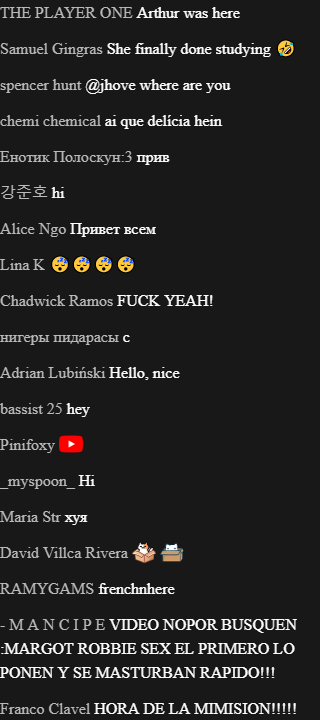 THE PLAYER ONE Arthur was here
Samuel Gingras She finally done studying 🤣
spencer hunt @jhove where are you
chemi chemical ai que delícia hein
Енотик Полоскун:3 прив
강준호 hi
Alice Ngo Привет всем
Lina K 😴😴😴😴
Chadwick Ramos FUCK YEAH!
нигеры пидарасы с
Adrian Lubiński Hello, nice
bassist 25 hey
Pinifoxy
_myspoon_ Hi
Maria Str хуя
David Villca Rivera
RAMYGAMS frenchnhere
- M A N C I P E VIDEO NOPOR BUSQUEN
:MARGOT ROBBIE SEX EL PRIMERO LO
PONEN Y SE MASTURBAN RAPIDO!!!
Franco Clavel HORA DE LA MIMISION!!!!!